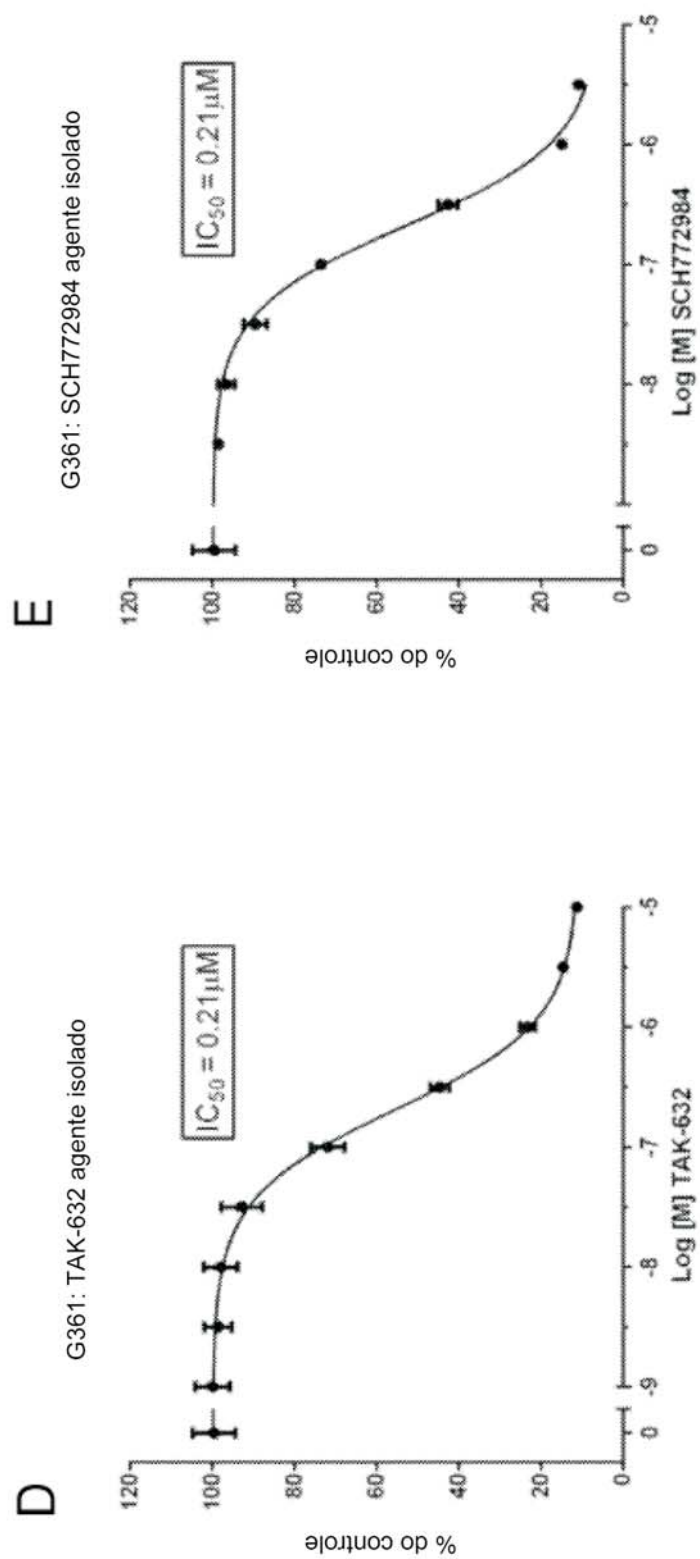 D
G361: TAK-632 agente isolado
IC50 = 0.21µM
% do controle
120
100
80
60
40
20
0
0
-9
-8
-7
-6
-5
Log [M] TAK-632
E
G361: SCH772984 agente isolado
IC50 = 0.21µM
% do controle
120
100
80
60
40
20
0
0
-8
-7
-6
-5
Log [M] SCH772984